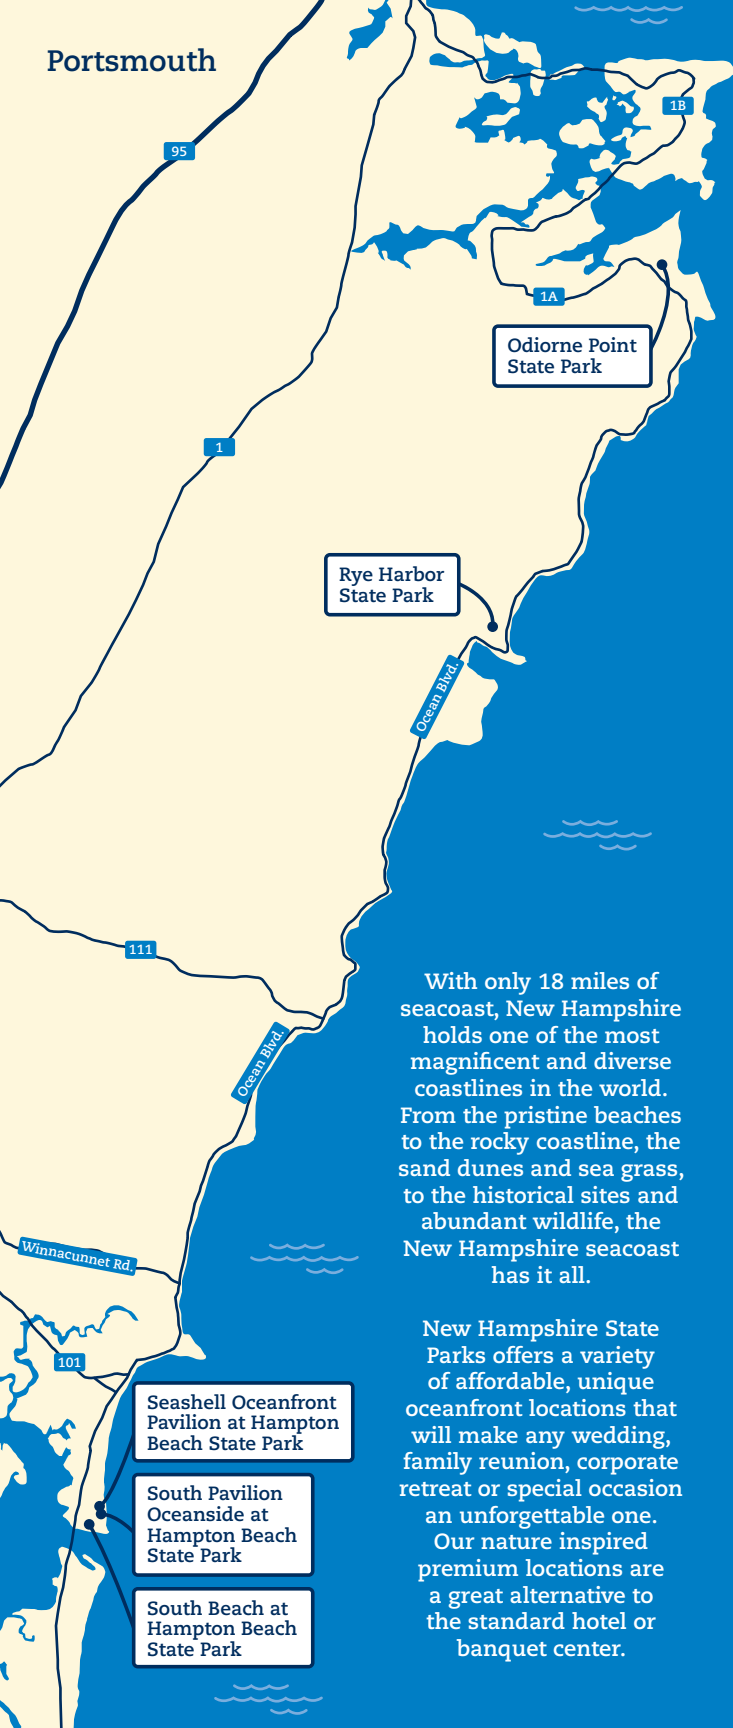 Portsmouth
1B
95
1A
Odiorne Point
State Park
1
Rye Harbor
State Park
Ocean Blvd.
111
With only 18 miles of
seacoast, New Hampshire
holds one of the most
magnificent and diverse
coastlines in the world.
From the pristine beaches
to the rocky coastline, the
sand dunes and sea grass,
to the historical sites and
abundant wildlife, the
New Hampshire seacoast
has it all.
Ocean Blvd.
Winnacunnet Rd.
New Hampshire State
Parks offers a variety
of affordable, unique
oceanfront locations that
will make any wedding,
family reunion, corporate
retreat or special occasion
an unforgettable one.
Our nature inspired
premium locations are
a great alternative to
the standard hotel or
banquet center.
101
Seashell Oceanfront
Pavilion at Hampton
Beach State Park
South Pavilion
Oceanside at
Hampton Beach
State Park
South Beach at
Hampton Beach
State Park